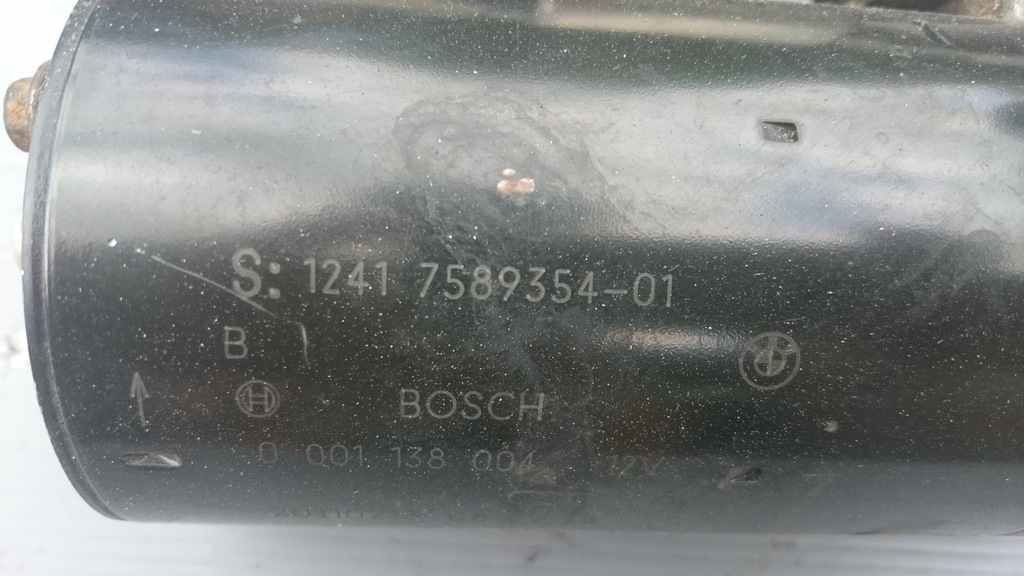 S: 1241 7589354-01
B
H BOSCH
0 001 138 004 12V